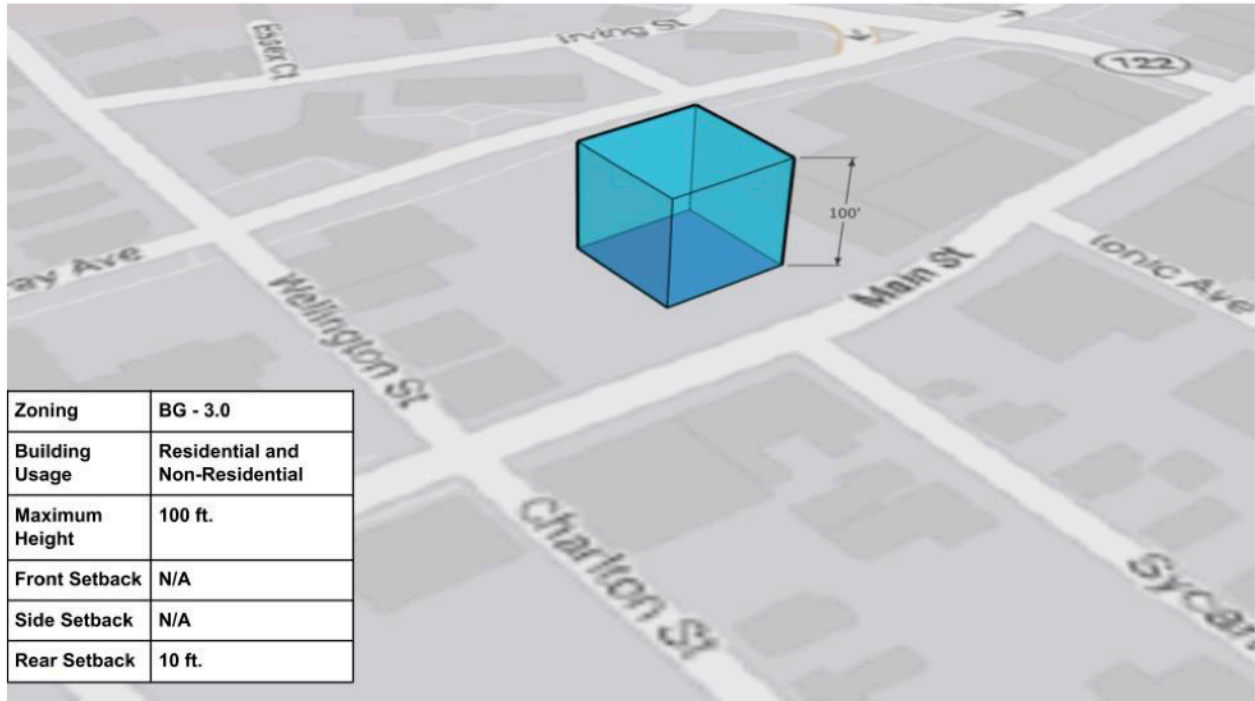 Essex Ct
Irving St
122
100'
ay Ave
Main St
Ionic Ave
Wellington St
Charlton St
Sycam
Zoning BG - 3.0
Building Usage Residential and
Non-Residential
Maximum Height 100 ft.
Front Setback N/A
Side Setback N/A
Rear Setback 10 ft.